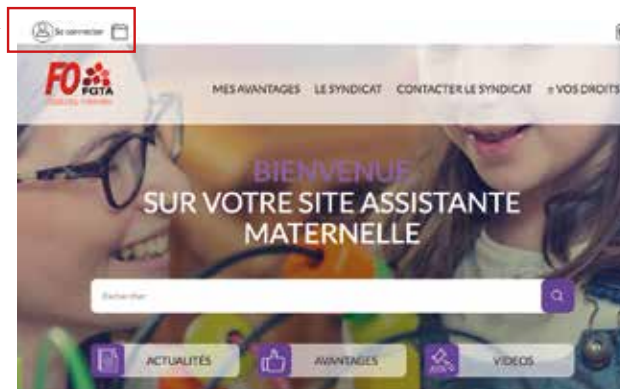 Se connecter
FO FGTA
MES AVANTAGES LE SYNDICAT CONTACTER LE SYNDICAT VOS DROITS
BIENVENUE
SUR VOTRE SITE ASSISTANTE
MATERNELLE
Rechercher
ACTUALITÉS AVANTAGES VIDEOS